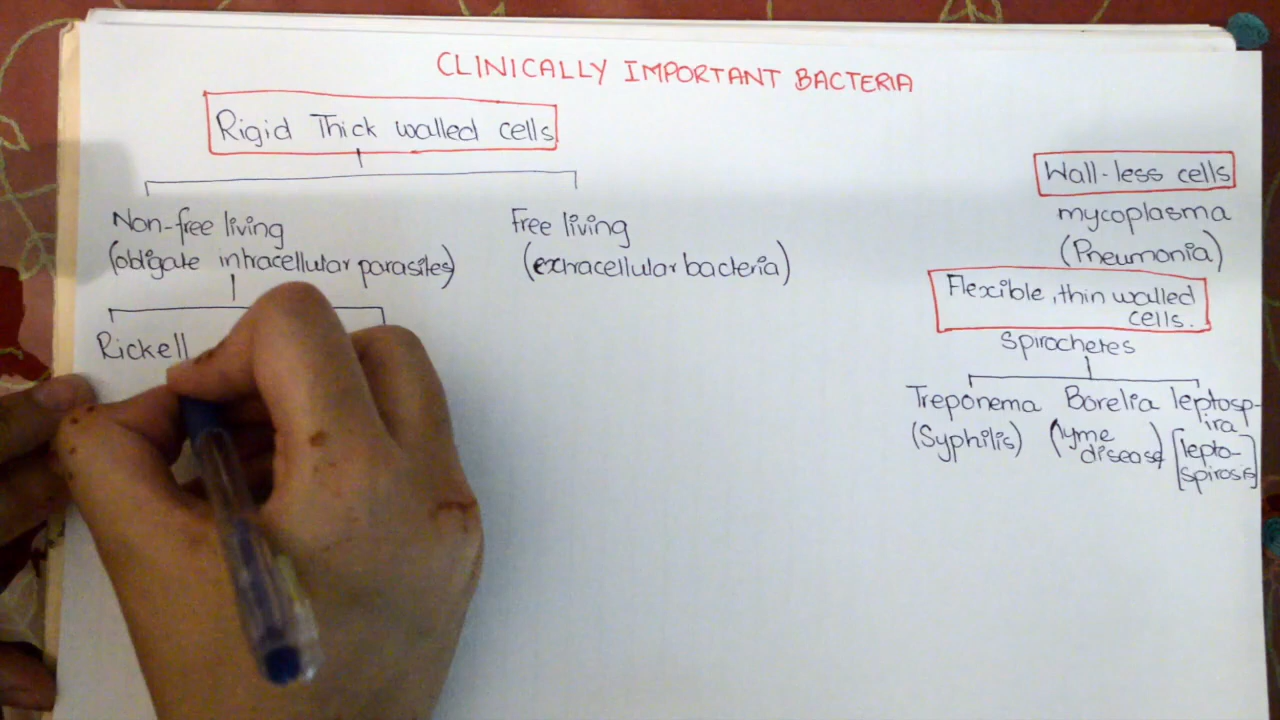 CLINICALLY IMPORTANT BACTERIA
Rigid Thick walled cells
Non-free living
(obligate intracellular parasites)
Rickell
Free living
(extracellular bacteria)
Wall-less cells
mycoplasma
(Pneumonia)
Flexible, thin walled
cells.
Spirochetes
Treponema
(Syphilis)
Borelia
(lyme
disease)
leptosp-
ira
[lepto-
spirosis]